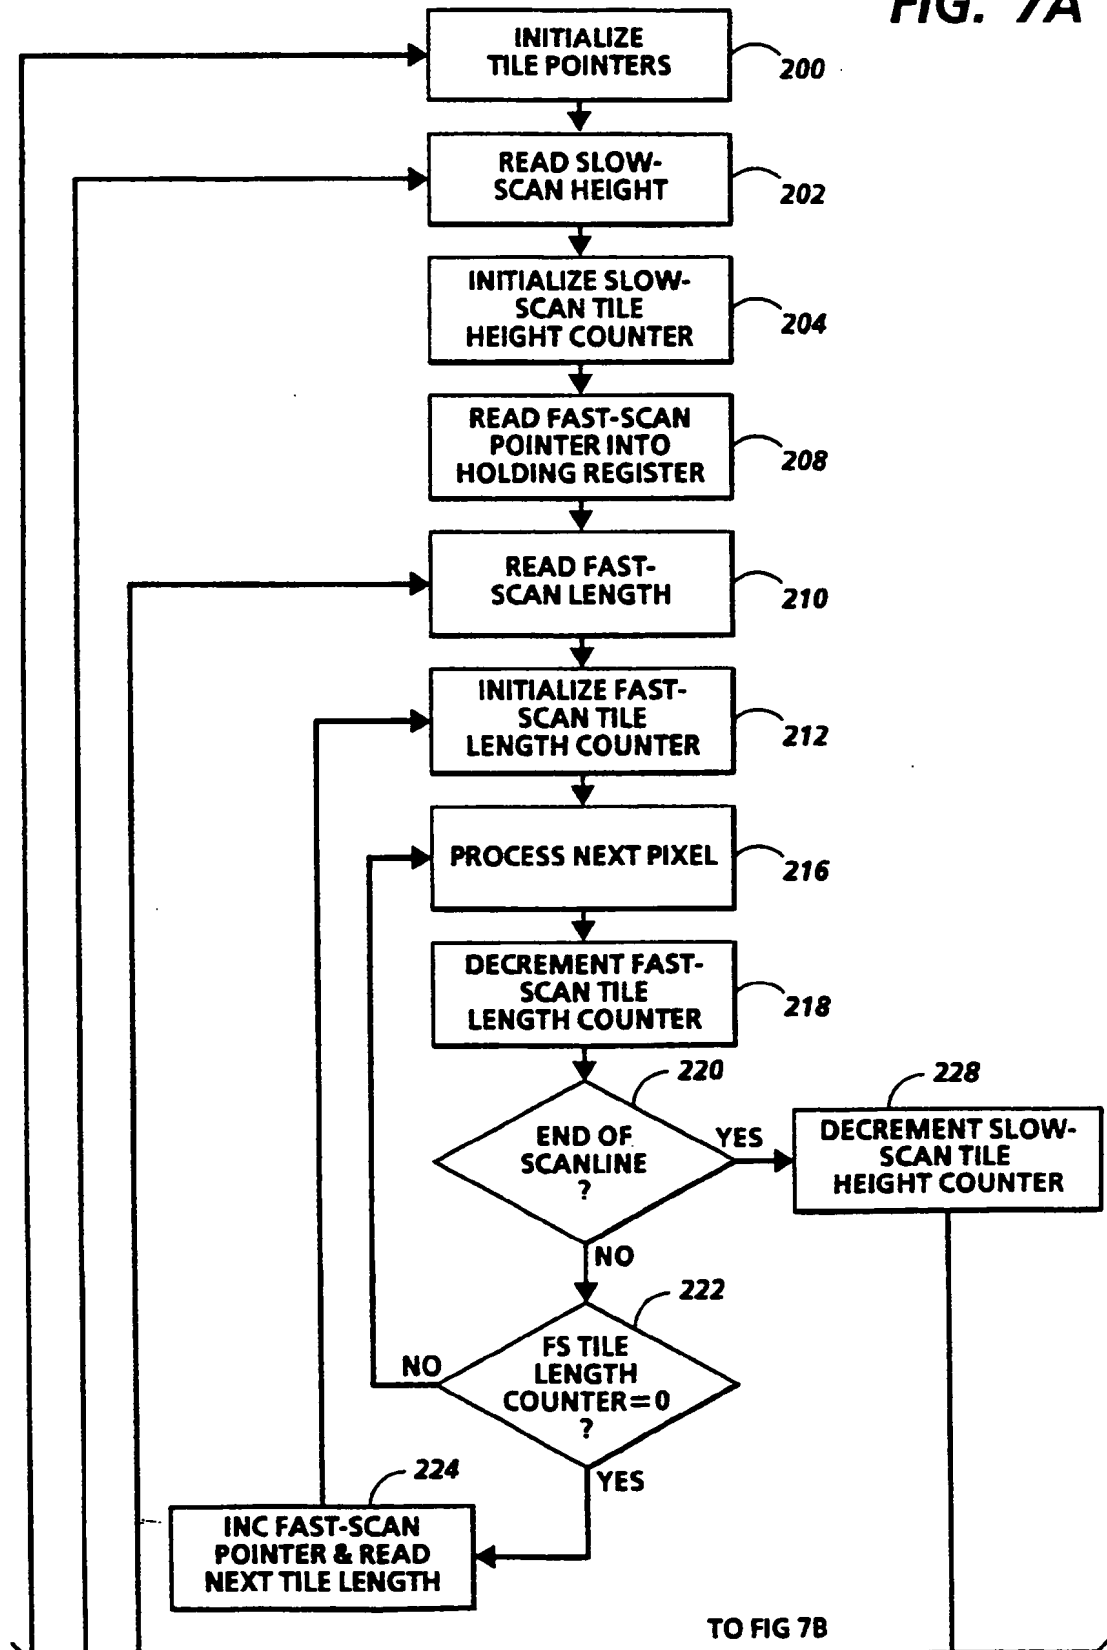 FIG. 7A
INITIALIZE
TILE POINTERS
200
READ SLOW-
SCAN HEIGHT
202
INITIALIZE SLOW-
SCAN TILE
HEIGHT COUNTER
204
READ FAST-SCAN
POINTER INTO
HOLDING REGISTER
208
READ FAST-
SCAN LENGTH
210
INITIALIZE FAST-
SCAN TILE
LENGTH COUNTER
212
PROCESS NEXT PIXEL
216
DECREMENT FAST-
SCAN TILE
LENGTH COUNTER
218
220
END OF
SCANLINE
?
YES
228
DECREMENT SLOW-
SCAN TILE
HEIGHT COUNTER
NO
222
FS TILE
LENGTH
COUNTER=0
?
NO
YES
224
INC FAST-SCAN
POINTER & READ
NEXT TILE LENGTH
TO FIG 7B